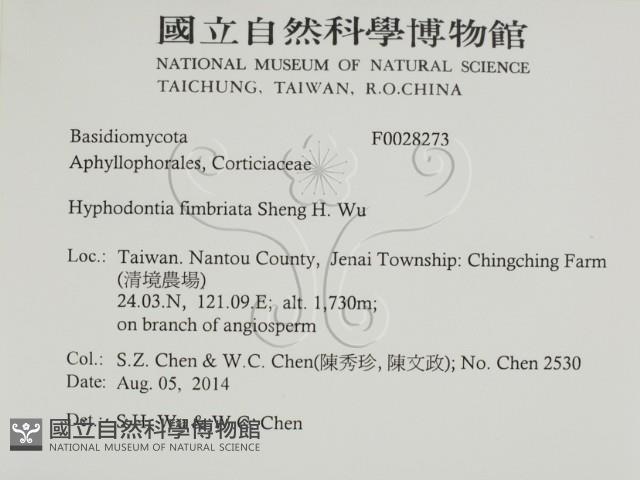 國立自然科學博物館
NATIONAL MUSEUM OF NATURAL SCIENCE
TAICHUNG, TAIWAN, R.O.CHINA
Basidiomycota F0028273
Aphyllophorales, Corticiaceae
Hyphodontia fimbriata Sheng H. Wu
Loc.: Taiwan. Nantou County, Jenai Township: Chingching Farm
(清境農場)
24.03.N, 121.09.E; alt. 1,730m;
on branch of angiosperm
Col.: S.Z. Chen & W.C. Chen(陳秀珍, 陳文政); No. Chen 2530
Date: Aug. 05, 2014
Det.: S.H. Wu & W.C. Chen
國立自然科學博物館
NATIONAL MUSEUM OF NATURAL SCIENCE